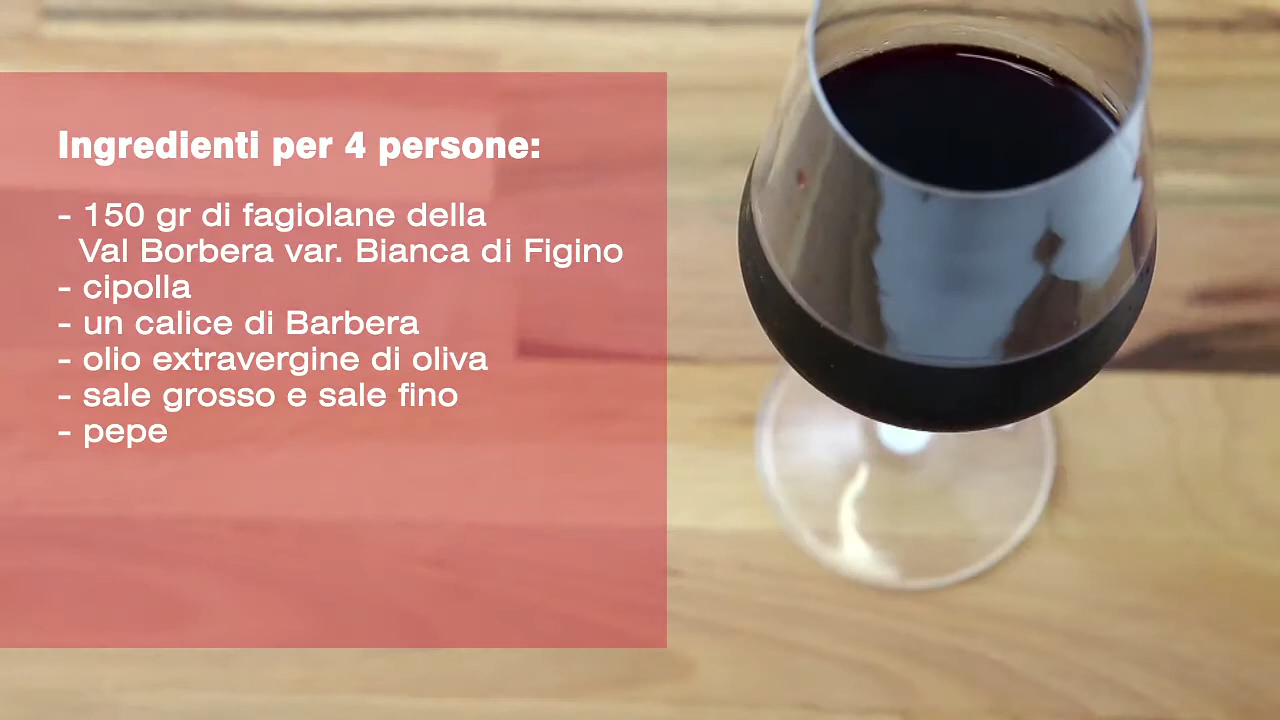 Ingredienti per 4 persone:
- 150 gr di fagiolane della
Val Borbera var. Bianca di Figino
- cipolla
- un calice di Barbera
- olio extravergine di oliva
- sale grosso e sale fino
- pepe